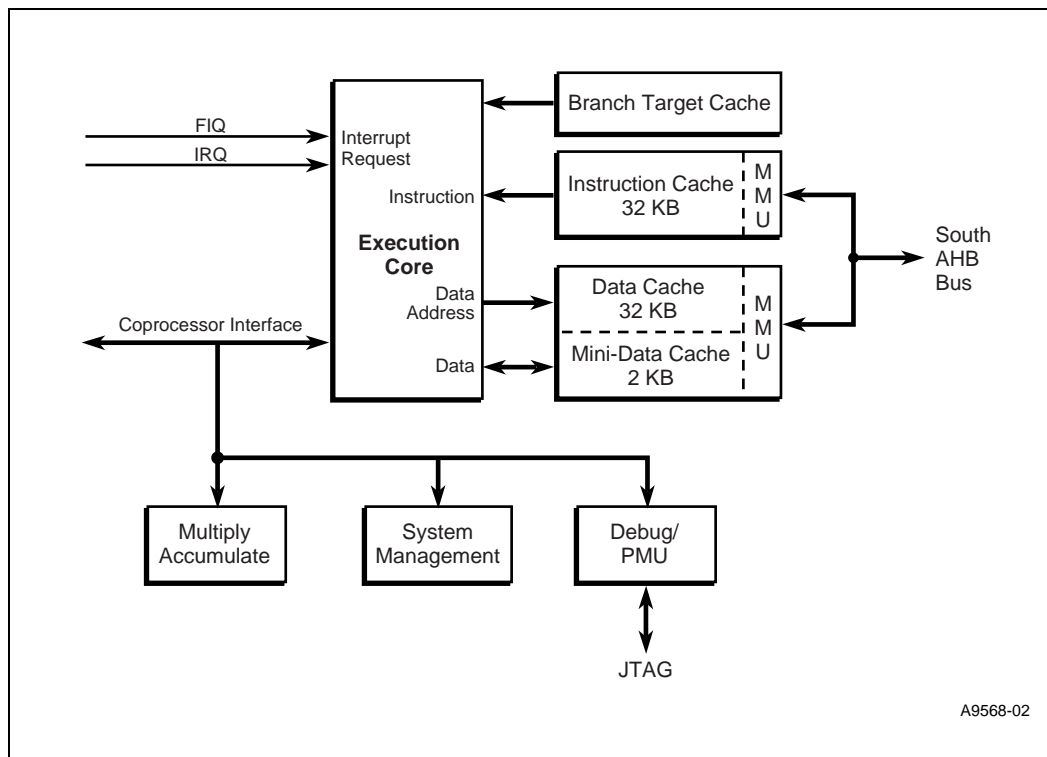 Branch Target Cache
FIQ
IRQ
Interrupt
Request
Instruction
Instruction Cache
32 KB
M
M
U
Execution
Core
South
AHB
Bus
Data
Address
Data Cache
32 KB
M
M
U
Coprocessor Interface
Data
Mini-Data Cache
2 KB
Multiply
Accumulate
System
Management
Debug/
PMU
JTAG
A9568-02